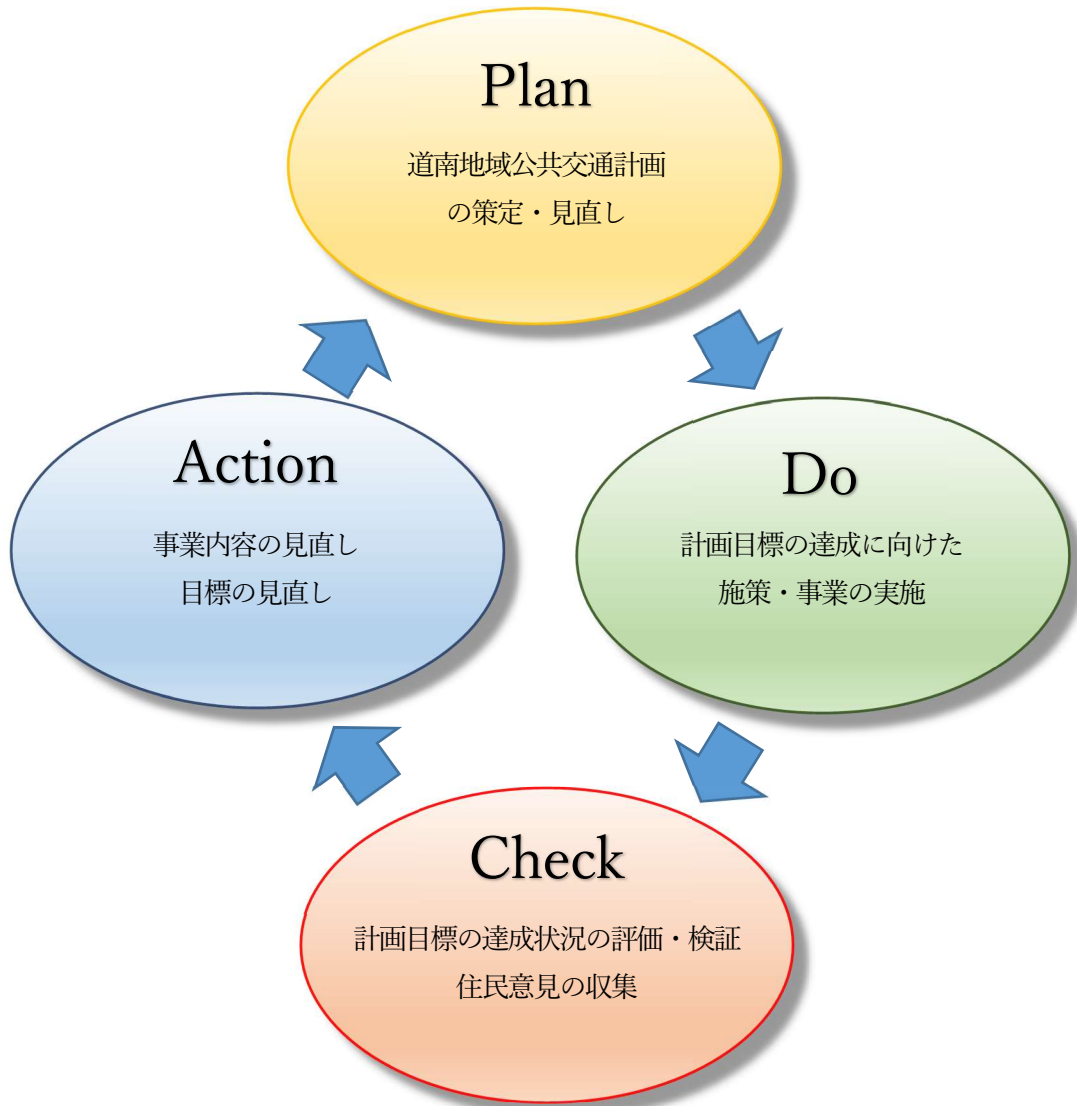 Plan
道南地域公共交通計画
の策定・見直し
Action
事業内容の見直し
目標の見直し
Do
計画目標の達成に向けた
施策・事業の実施
Check
計画目標の達成状況の評価・検証
住民意見の収集